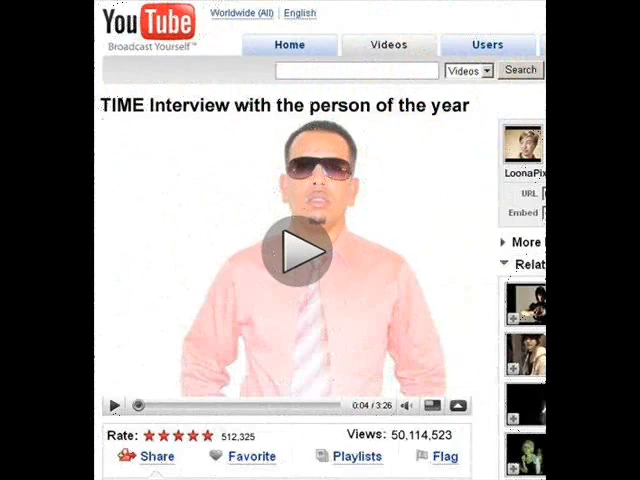 YouTube
Broadcast Yourself™
Worldwide (All) | English
Home
Videos
Users
Videos
Search
TIME Interview with the person of the year
LoonaPix
URL
Embed
More
Relat
0:04 / 3:26
Rate:
512,325
Views: 50,114,523
Share
Favorite
Playlists
Flag